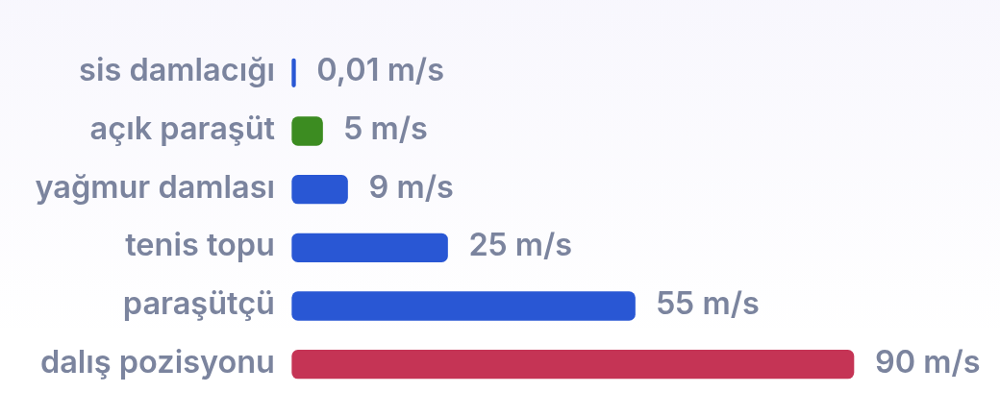 sis damlacığı 0,01 m/s
açık paraşüt 5 m/s
yağmur damlası 9 m/s
tenis topu 25 m/s
paraşütçü 55 m/s
dalış pozisyonu 90 m/s